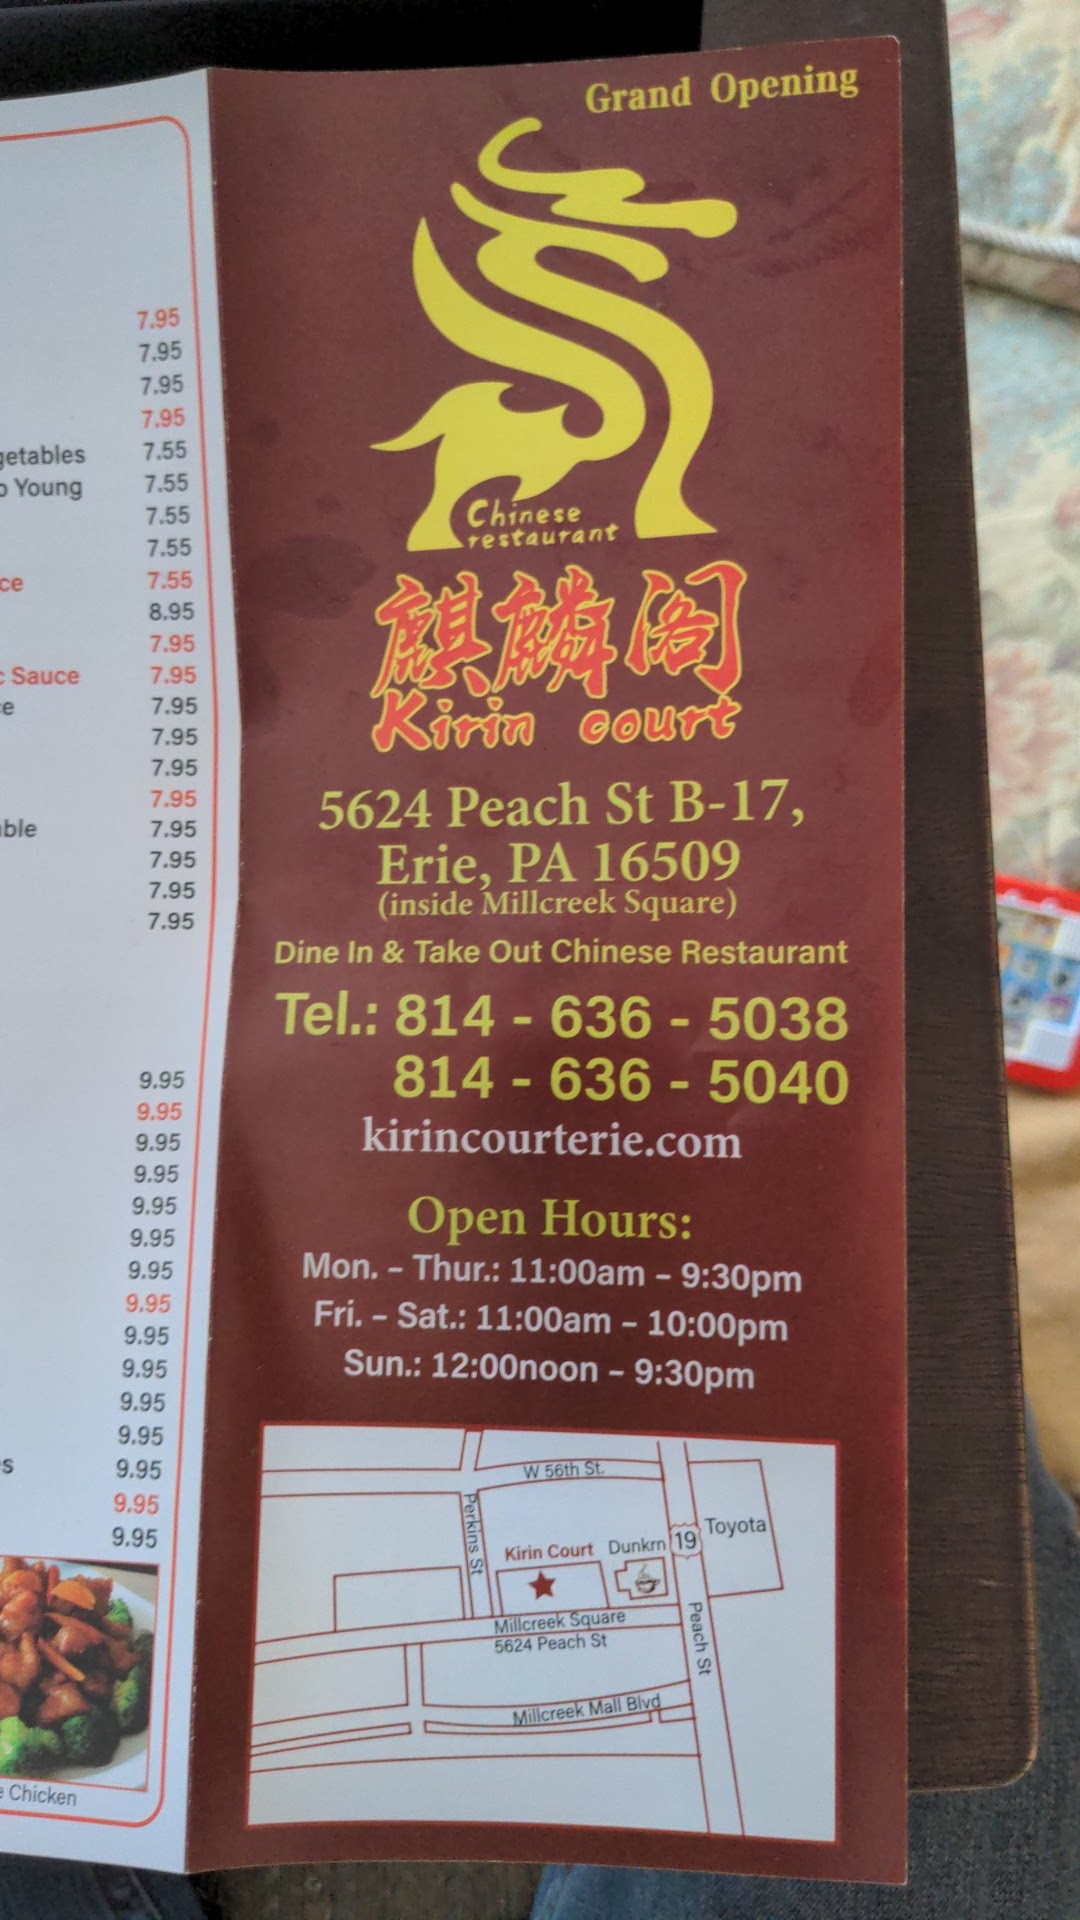 7.95
7.95
7.95
7.95
getables 7.55
o Young 7.55
7.55
7.55
ce 7.55
8.95
7.95
c Sauce 7.95
ce 7.95
7.95
7.95
7.95
able 7.95
7.95
7.95
7.95
9.95
9.95
9.95
9.95
9.95
9.95
9.95
9.95
9.95
9.95
9.95
9.95
s 9.95
9.95
9.95
e Chicken
Grand Opening
Chinese
restaurant
麒麟阁
Kirin court
5624 Peach St B-17,
Erie, PA 16509
(inside Millcreek Square)
Dine In & Take Out Chinese Restaurant
Tel.: 814 - 636 - 5038
814 - 636 - 5040
kirincourterie.com
Open Hours:
Mon. – Thur.: 11:00am – 9:30pm
Fri. – Sat.: 11:00am – 10:00pm
Sun.: 12:00noon – 9:30pm
W 56th St.
Perkins St
Kirin Court
Dunkrn
19
Toyota
Millcreek Square
5624 Peach St
Peach St
Millcreek Mall Blvd